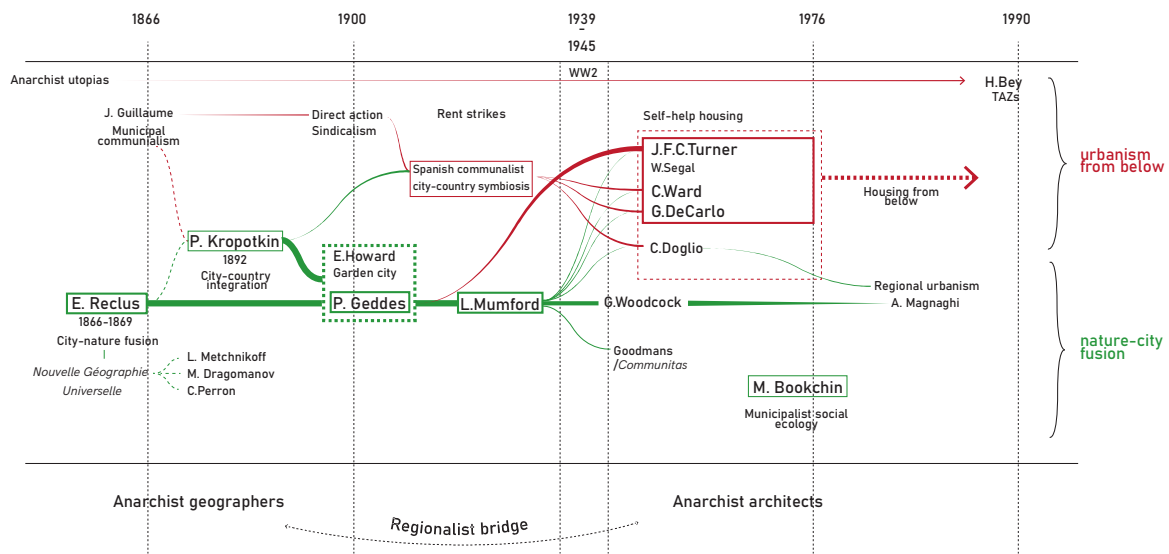 1866
1900
1939
-
1945
1976
1990
WW2
Anarchist utopias
H.Bey
TAZs
J. Guillaume
Municipal
communialism
Direct action
Sindicalism
Rent strikes
Self-help housing
Spanish communalist
city-country symbiosis
J.F.C.Turner
W.Segal
C.Ward
G.DeCarlo
Housing from
below
urbanism
from below
P. Kropotkin
1892
City-country
integration
E.Howard
Garden city
C.Doglio
E. Reclus
1866-1869
City-nature fusion
P. Geddes
L.Mumford
G.Woodcock
Regional urbanism
A. Magnaghi
Nouvelle Géographie
Universelle
L. Metchnikoff
M. Dragomanov
C.Perron
Goodmans
/Communitas
nature-city
fusion
M. Bookchin
Municipalist social
ecology
Anarchist geographers
Regionalist bridge
Anarchist architects